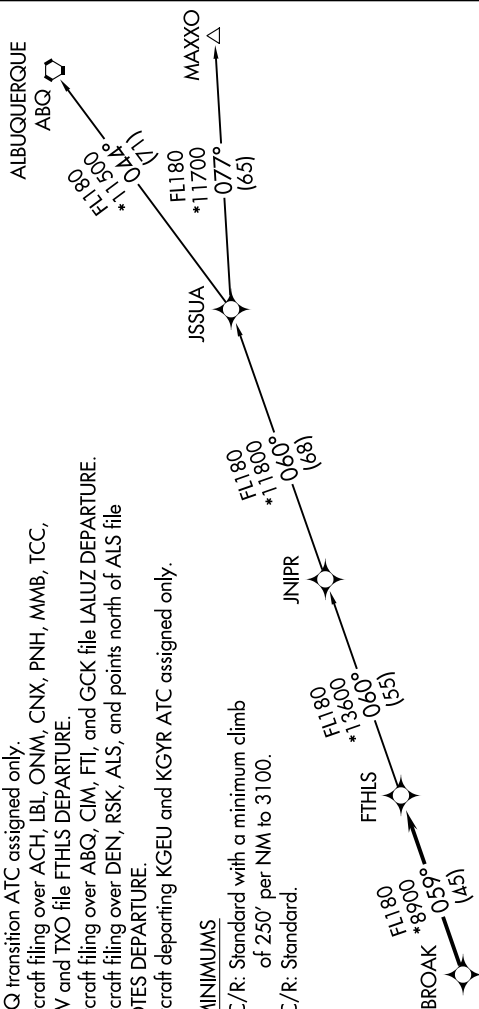 ALBUQUERQUE
ABQ
MAXXO
FL180
*11500
044°
(71)
FL180
*11700
077°
(65)
JSSUA
FL180
*11800
060°
(68)
JNIPR
FL180
*13600
060°
(55)
FTHLS
FL180
*8900
059°
(45)
BROAK
Q transition ATC assigned only.
craft filing over ACH, LBL, ONM, CNX, PNH, MMB, TCC,
V and TXO file FTHLS DEPARTURE.
craft filing over ABQ, CIM, FTI, and GCK file LALUZ DEPARTURE.
craft filing over DEN, RSK, ALS, and points north of ALS file
OTES DEPARTURE.
craft departing KGEU and KGYR ATC assigned only.
MINIMUMS
C/R: Standard with a minimum climb
of 250' per NM to 3100.
C/R: Standard.